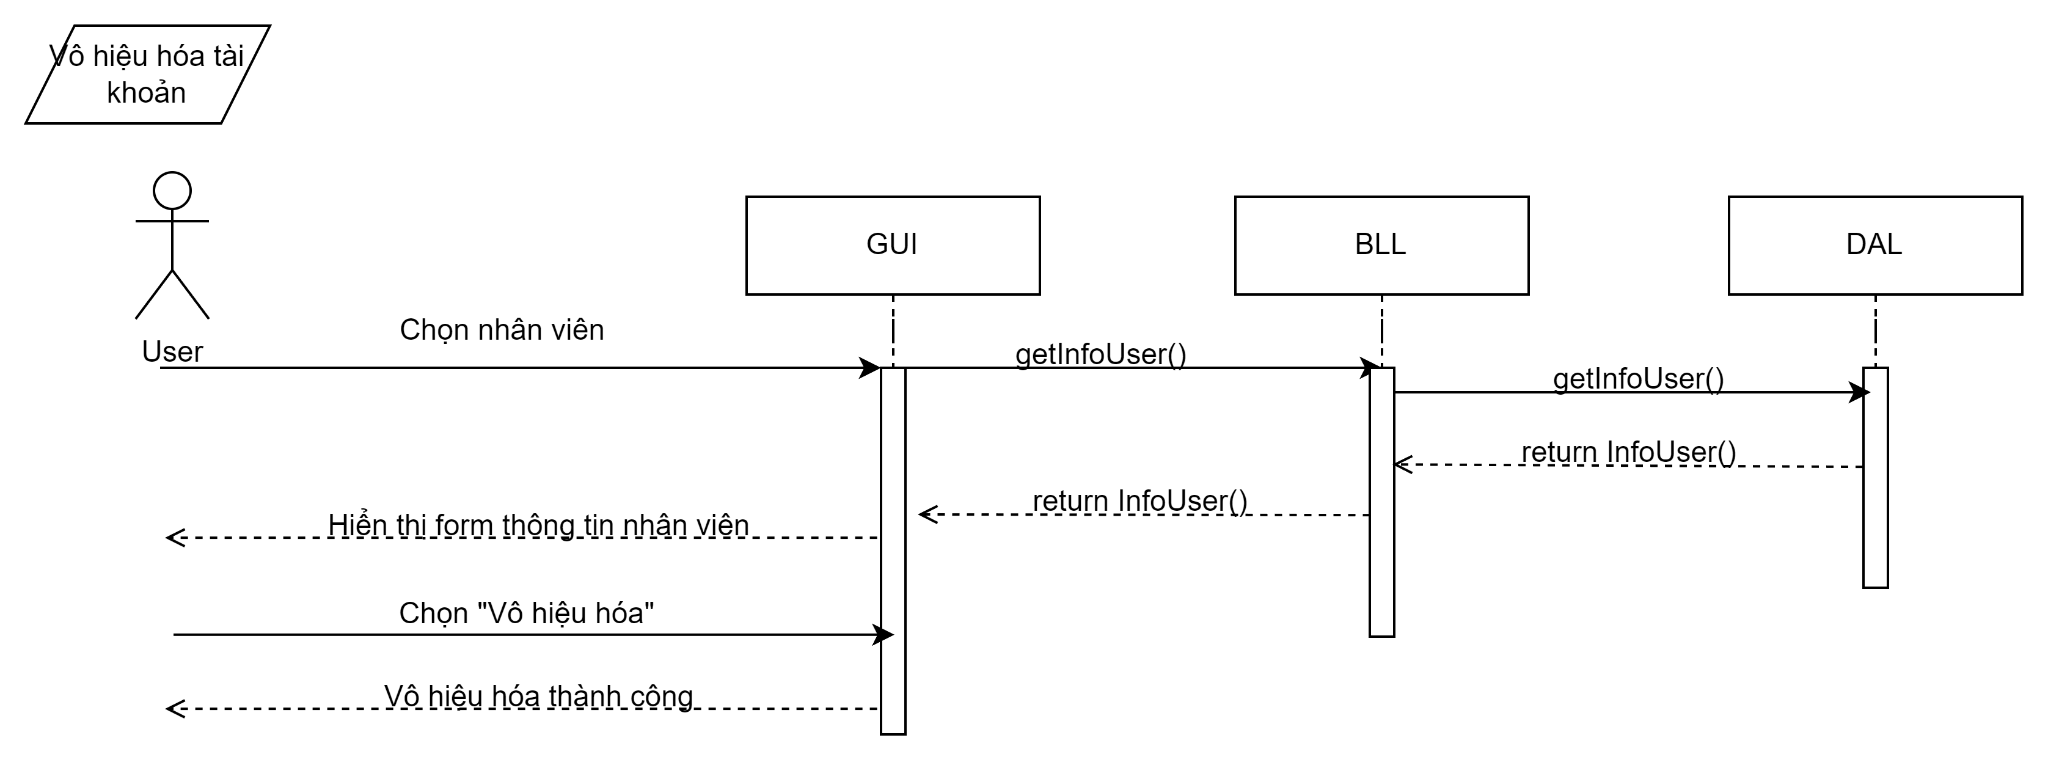 Vô hiệu hóa tài
khoản
GUI
BLL
DAL
User
Chọn nhân viên
getInfoUser()
getInfoUser()
return InfoUser()
return InfoUser()
Hiển thị form thông tin nhân viên
Chọn "Vô hiệu hóa"
Vô hiệu hóa thành công